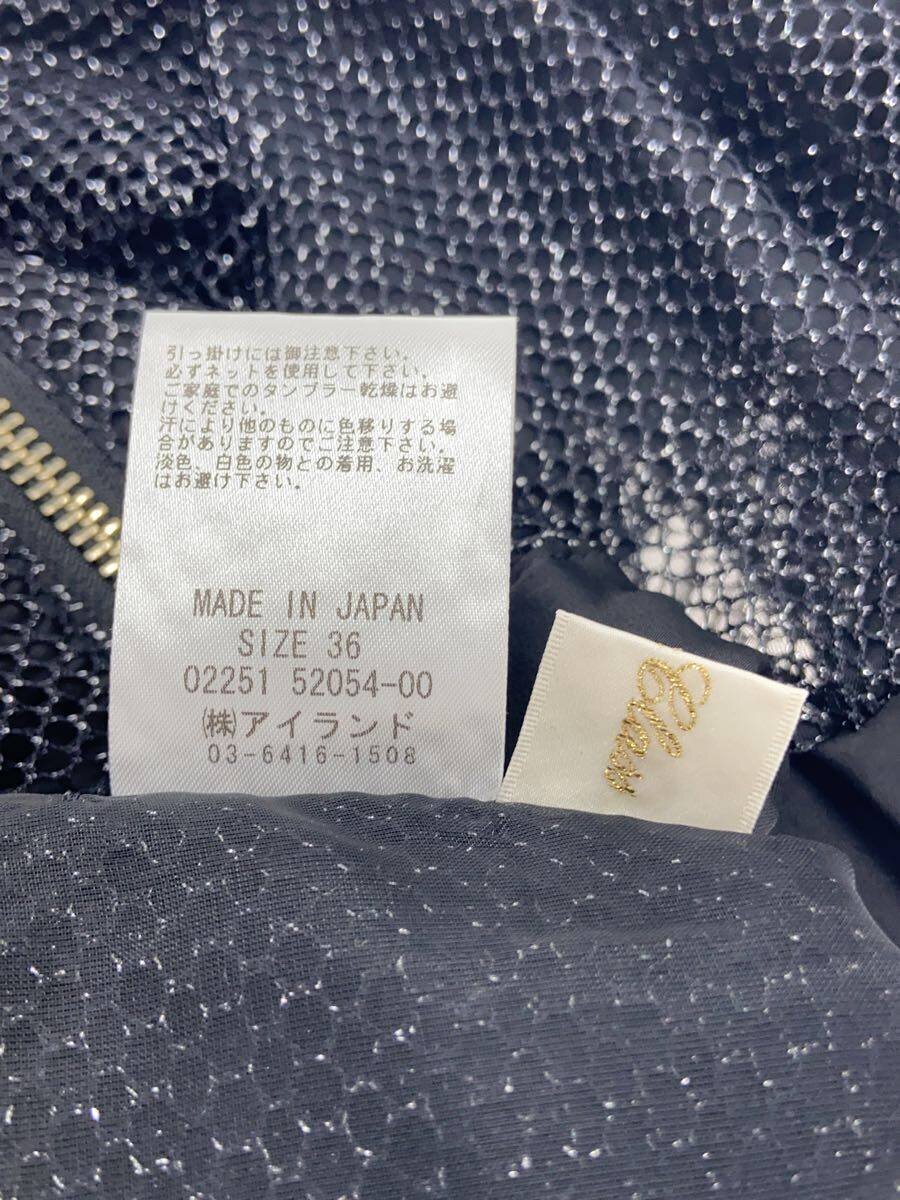 引っ掛けには御注意下さい。
必ずネットを使用して下さい。
ご家庭でのタンブラー乾燥はお避
けください。
汗により他のものに色移りする場
合がありますのでご注意下さい。
淡色、白色の物との着用、お洗濯
はお避け下さい。
MADE IN JAPAN
SIZE 36
02251 52054-00
㈱アイランド
03-6416-1508